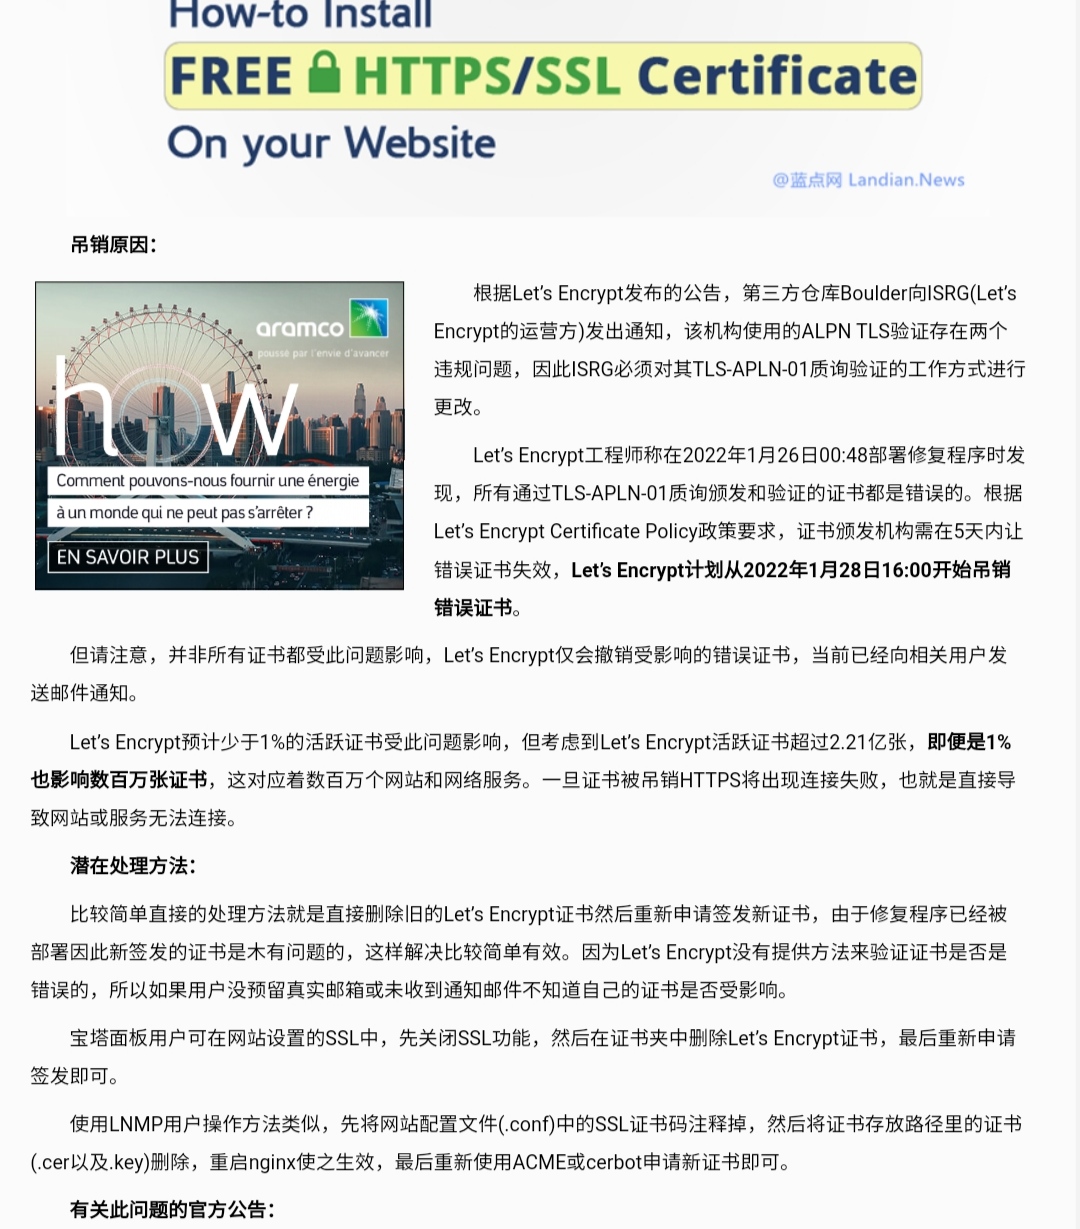 How-to Install
FREE HTTPS/SSL Certificate
On your Website
@蓝点网 Landian.News
吊销原因：
aramco
poussé par l'envie d'avancer
how
Comment pouvons-nous fournir une énergie
à un monde qui ne peut pas s'arrêter ?
EN SAVOIR PLUS
根据Let’s Encrypt发布的公告，第三方仓库Boulder向ISRG(Let’s
Encrypt的运营方)发出通知，该机构使用的ALPN TLS验证存在两个
违规问题，因此ISRG必须对其TLS-APLN-01质询验证的工作方式进行
更改。
Let’s Encrypt工程师称在2022年1月26日00:48部署修复程序时发
现，所有通过TLS-APLN-01质询颁发和验证的证书都是错误的。根据
Let’s Encrypt Certificate Policy政策要求，证书颁发机构需在5天内让
错误证书失效，Let’s Encrypt计划从2022年1月28日16:00开始吊销
错误证书。
但请注意，并非所有证书都受此问题影响，Let’s Encrypt仅会撤销受影响的错误证书，当前已经向相关用户发
送邮件通知。
Let’s Encrypt预计少于1%的活跃证书受此问题影响，但考虑到Let’s Encrypt活跃证书超过2.21亿张，即便是1%
也影响数百万张证书，这对应着数百万个网站和网络服务。一旦证书被吊销HTTPS将出现连接失败，也就是直接导
致网站或服务无法连接。
潜在处理方法：
比较简单直接的处理方法就是直接删除旧的Let’s Encrypt证书然后重新申请签发新证书，由于修复程序已经被
部署因此新签发的证书是木有问题的，这样解决比较简单有效。因为Let’s Encrypt没有提供方法来验证证书是否是
错误的，所以如果用户没预留真实邮箱或未收到通知邮件不知道自己的证书是否受影响。
宝塔面板用户可在网站设置的SSL中，先关闭SSL功能，然后在证书夹中删除Let’s Encrypt证书，最后重新申请
签发即可。
使用LNMP用户操作方法类似，先将网站配置文件(.conf)中的SSL证书码注释掉，然后将证书存放路径里的证书
(.cer以及.key)删除，重启nginx使之生效，最后重新使用ACME或cerbot申请新证书即可。
有关此问题的官方公告：